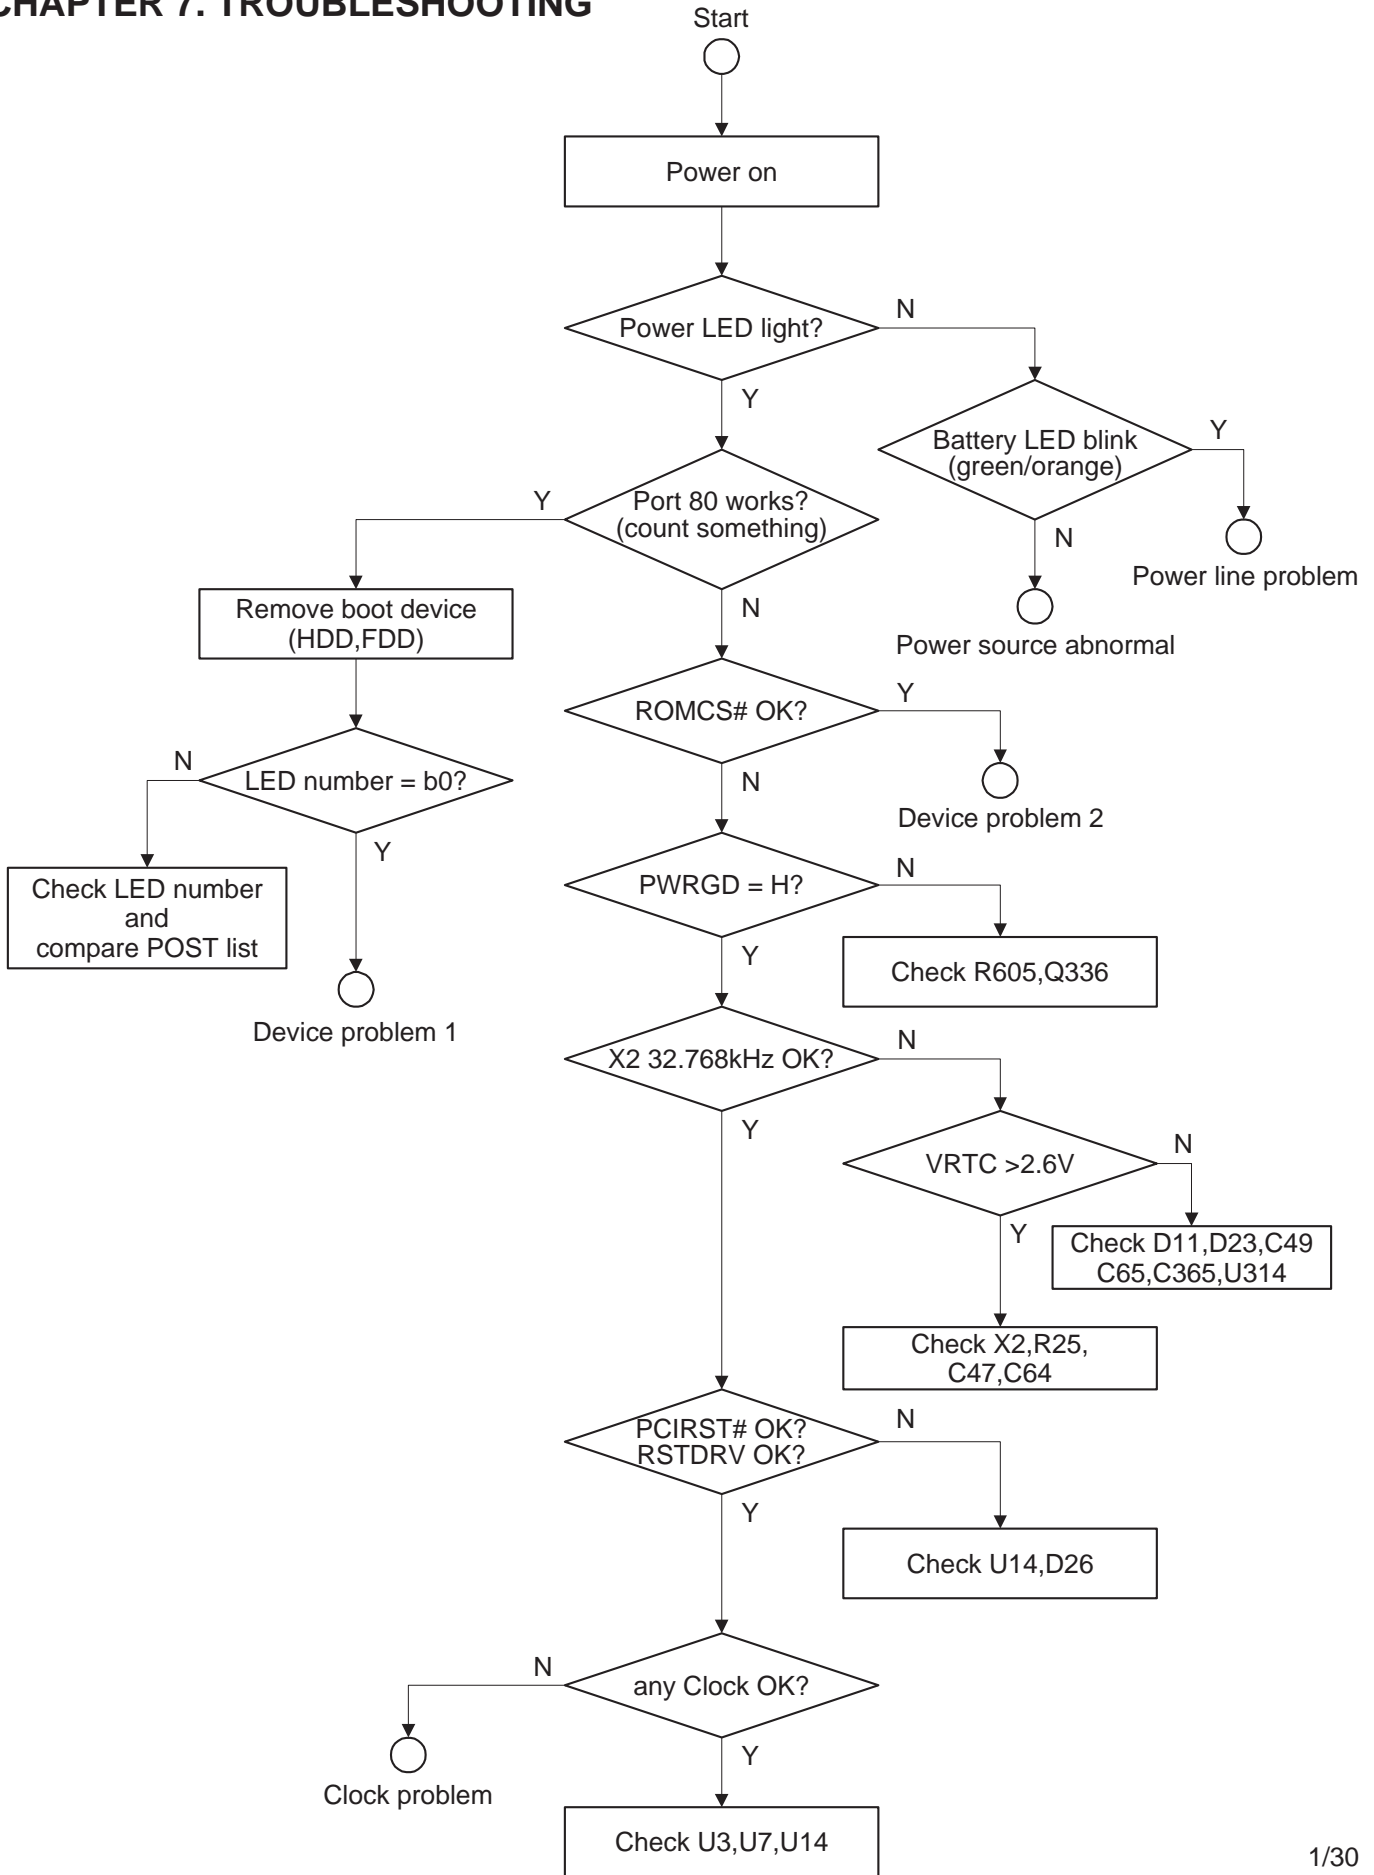 CHAPTER 7. TROUBLESHOOTING
Start
Power on
Power LED light?
N
Y
Battery LED blink
(green/orange)
Y
N
Power line problem
Power source abnormal
Port 80 works?
(count something)
Y
N
Remove boot device
(HDD,FDD)
ROMCS# OK?
Y
N
Device problem 2
LED number = b0?
N
Y
Check LED number
and
compare POST list
Device problem 1
PWRGD = H?
N
Y
Check R605,Q336
X2 32.768kHz OK?
N
Y
VRTC >2.6V
N
Y
Check D11,D23,C49
C65,C365,U314
Check X2,R25,
C47,C64
PCIRST# OK?
RSTDRV OK?
N
Y
Check U14,D26
any Clock OK?
N
Y
Clock problem
Check U3,U7,U14
1/30